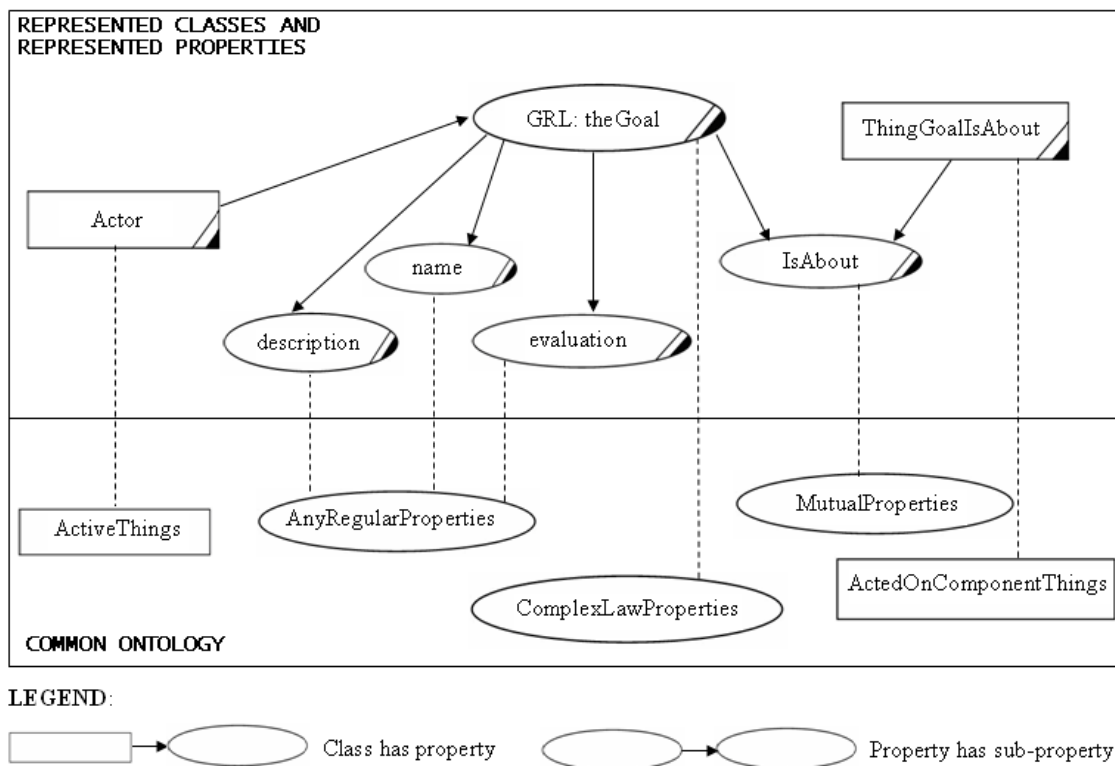 REPRESENTED CLASSES AND
REPRESENTED PROPERTIES
GRL: theGoal
ThingGoalIsAbout
Actor
name
IsAbout
description
evaluation
AnyRegularProperties
MutualProperties
ActiveThings
ActedOnComponentThings
ComplexLawProperties
COMMON ONTOLOGY
LEGEND:
Class has property
Property has sub-property